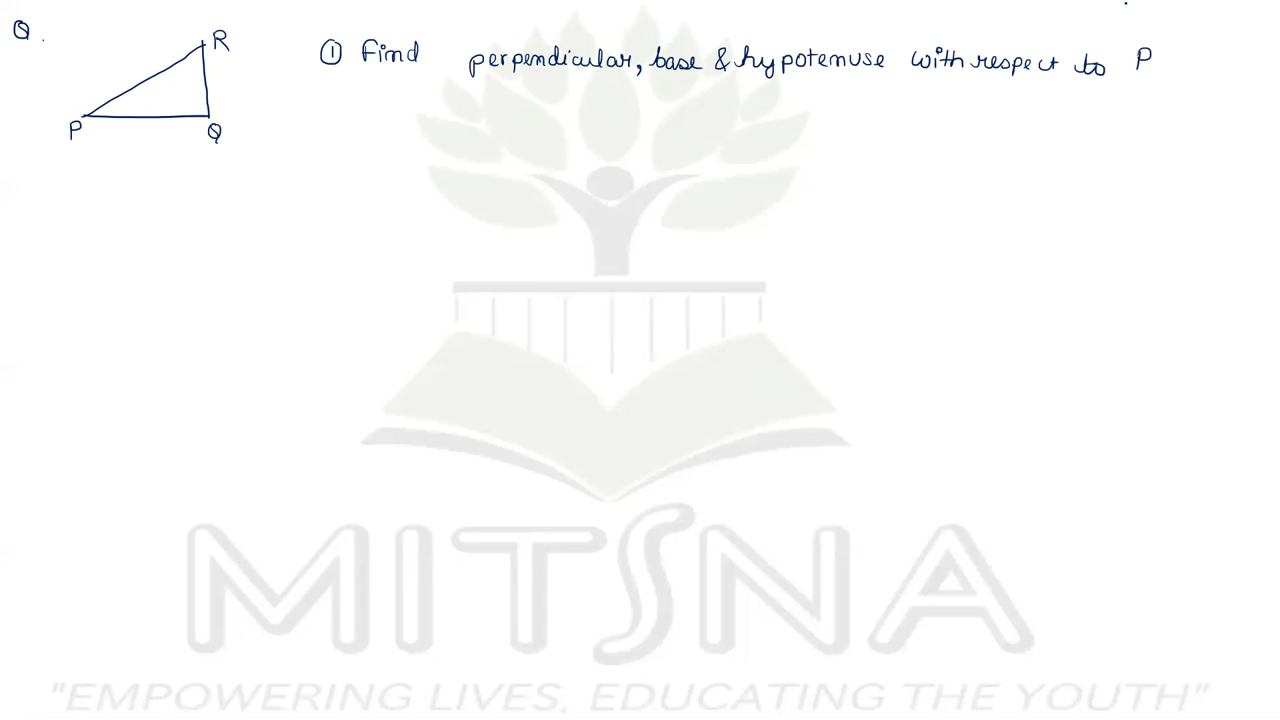 Q.
① Find perpendicular, base & hypotenuse with respect to P
R
P
Q
MITSNA
"EMPOWERING LIVES, EDUCATING THE YOUTH"